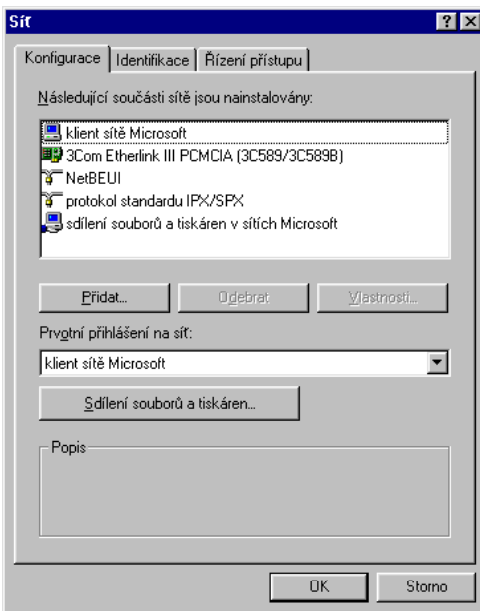 Síť
Konfigurace Identifikace Řízení přístupu
Následující součásti sítě jsou nainstalovány:
klient sítě Microsoft
3Com Etherlink III PCMCIA (3C589/3C589B)
NetBEUI
protokol standardu IPX/SPX
sdílení souborů a tiskáren v sítích Microsoft
Přidat... Odebrat Vlastnosti...
Prvotní přihlášení na síť:
klient sítě Microsoft
Sdílení souborů a tiskáren...
Popis
OK Storno